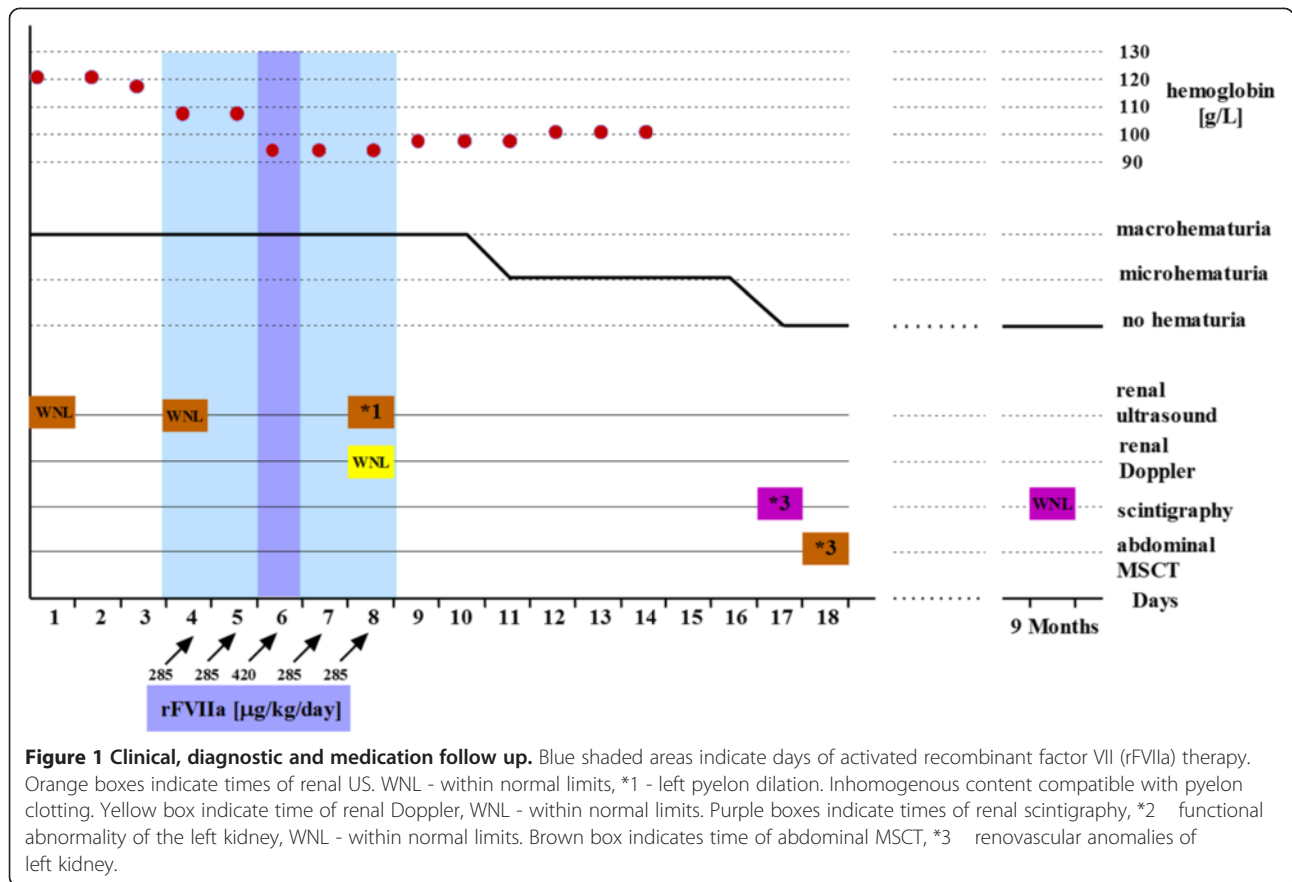 130
120
110
100
90
hemoglobin
[g/L]
macrohematuria
microhematuria
no hematuria
WNL WNL *1
renal
ultrasound
WNL
renal
Doppler
*3 WNL scintigraphy
*3
abdominal
MSCT
Days
1 2 3 4 5 6 7 8 9 10 11 12 13 14 15 16 17 18
9 Months
285 285 420 285 285
rFVIIa [µg/kg/day]
Figure 1 Clinical, diagnostic and medication follow up. Blue shaded areas indicate days of activated recombinant factor VII (rFVIIa) therapy.
Orange boxes indicate times of renal US. WNL - within normal limits, *1 - left pyelon dilation. Inhomogenous content compatible with pyelon
clotting. Yellow box indicate time of renal Doppler, WNL - within normal limits. Purple boxes indicate times of renal scintigraphy, *2 functional
abnormality of the left kidney, WNL - within normal limits. Brown box indicates time of abdominal MSCT, *3 renovascular anomalies of
left kidney.